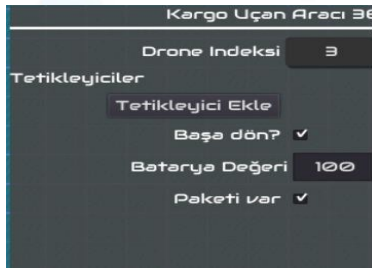 Kargo Uçan Aracı
Drone Indeksi 3
Tetikleyiciler
Tetikleyici Ekle
Başa dön?
Batarya Değeri 100
Paketi var